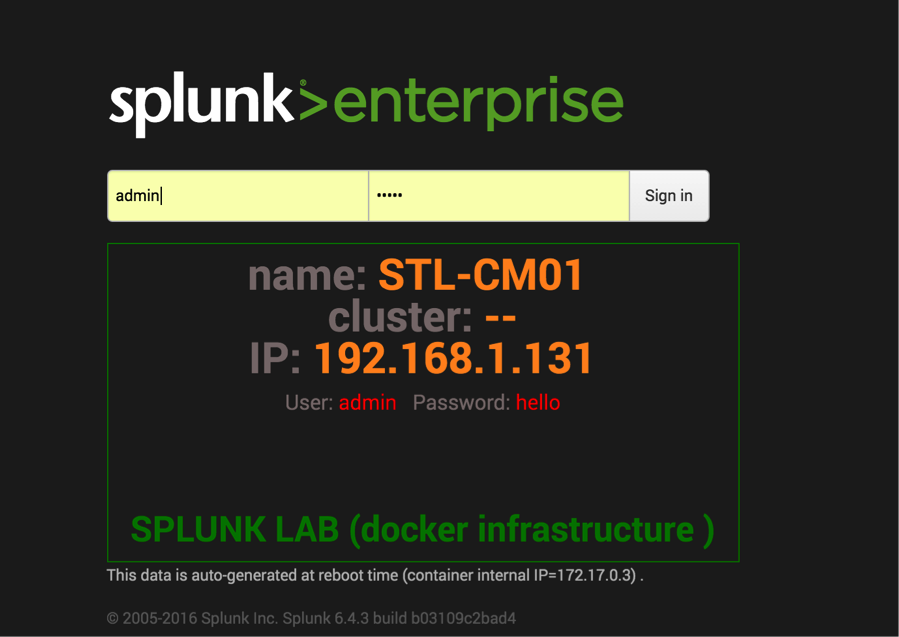 splunk®>enterprise
admin ••••• Sign in
name: STL-CM01
cluster: --
IP: 192.168.1.131
User: admin Password: hello
SPLUNK LAB (docker infrastructure )
This data is auto-generated at reboot time (container internal IP=172.17.0.3) .
© 2005-2016 Splunk Inc. Splunk 6.4.3 build b03109c2bad4